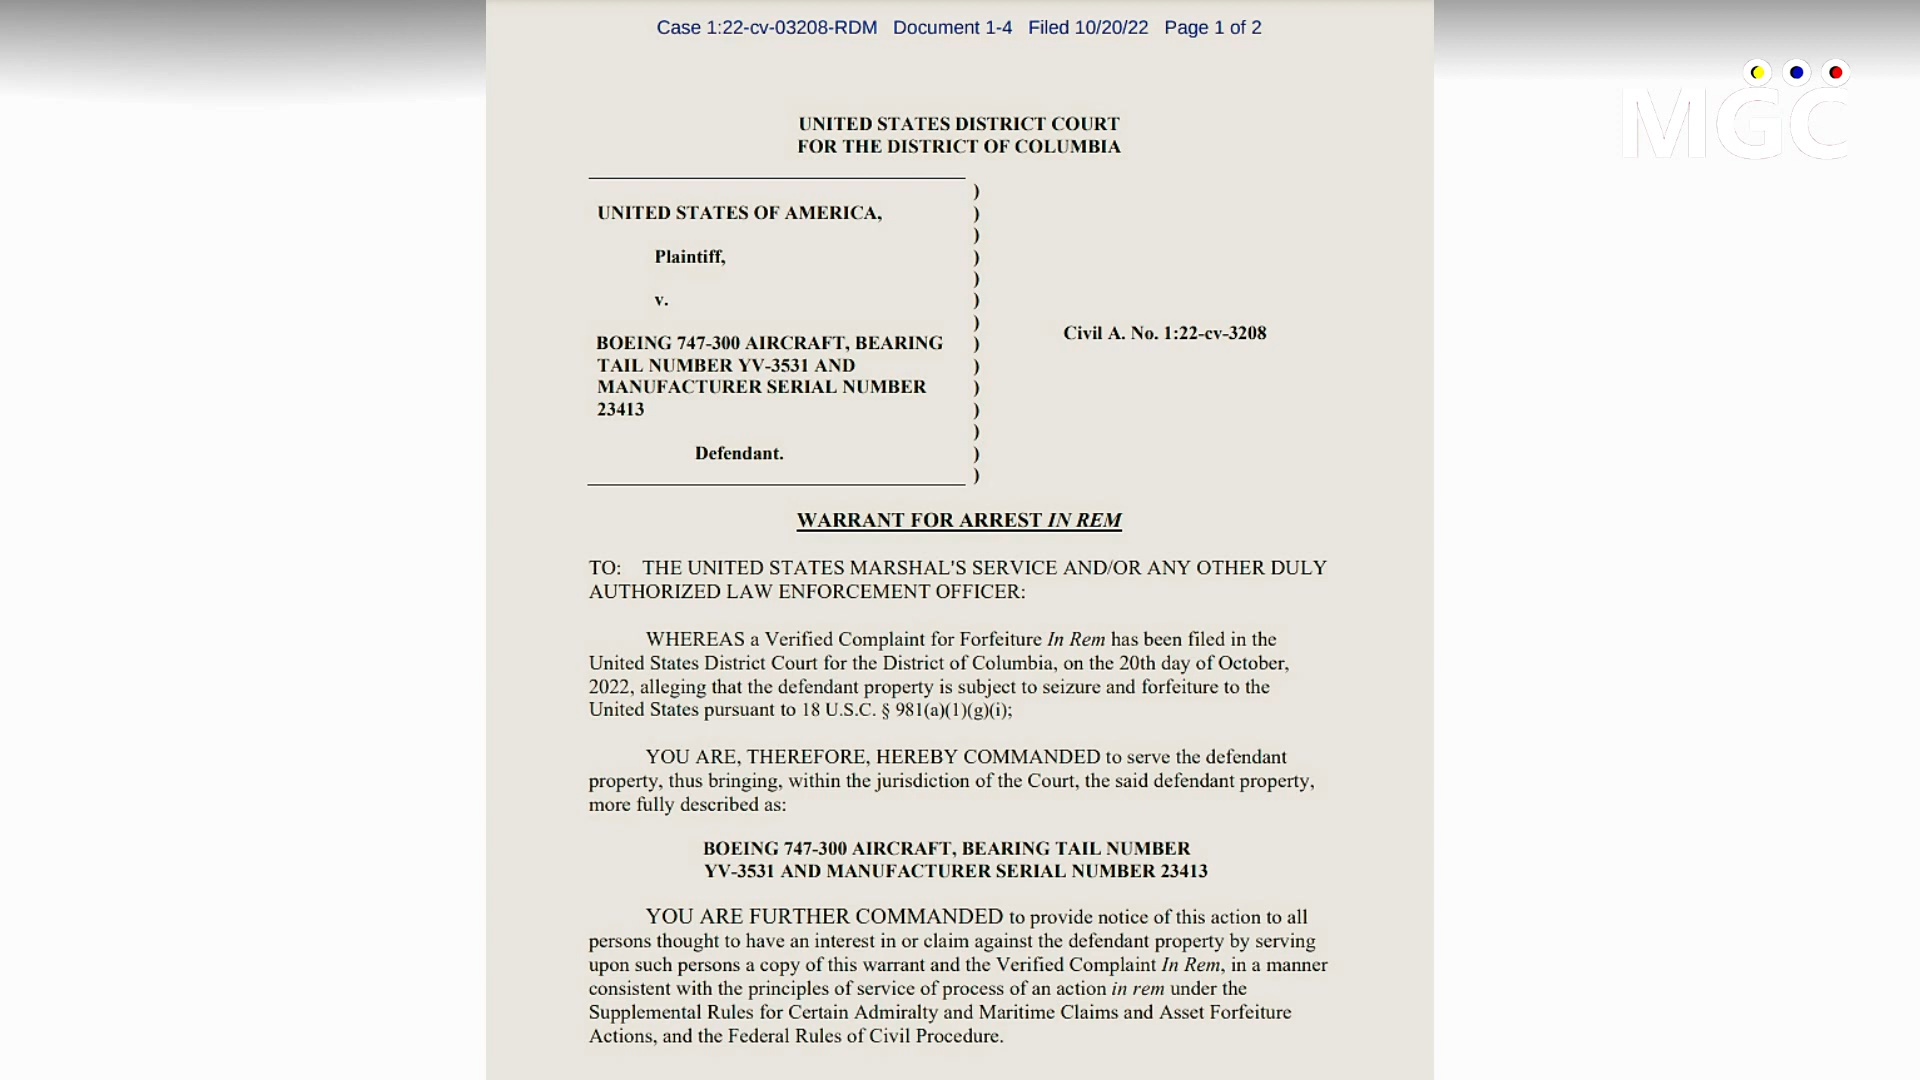 Case 1:22-cv-03208-RDM Document 1-4 Filed 10/20/22 Page 1 of 2
MGC
UNITED STATES DISTRICT COURT
FOR THE DISTRICT OF COLUMBIA
)
UNITED STATES OF AMERICA, )
)
Plaintiff, )
)
v. )
)
Civil A. No. 1:22-cv-3208
BOEING 747-300 AIRCRAFT, BEARING )
TAIL NUMBER YV-3531 AND )
MANUFACTURER SERIAL NUMBER )
23413 )
)
Defendant. )
)
WARRANT FOR ARREST IN REM
TO: THE UNITED STATES MARSHAL'S SERVICE AND/OR ANY OTHER DULY
AUTHORIZED LAW ENFORCEMENT OFFICER:
WHEREAS a Verified Complaint for Forfeiture In Rem has been filed in the
United States District Court for the District of Columbia, on the 20th day of October,
2022, alleging that the defendant property is subject to seizure and forfeiture to the
United States pursuant to 18 U.S.C. § 981(a)(1)(g)(i);
YOU ARE, THEREFORE, HEREBY COMMANDED to serve the defendant
property, thus bringing, within the jurisdiction of the Court, the said defendant property,
more fully described as:
BOEING 747-300 AIRCRAFT, BEARING TAIL NUMBER
YV-3531 AND MANUFACTURER SERIAL NUMBER 23413
YOU ARE FURTHER COMMANDED to provide notice of this action to all
persons thought to have an interest in or claim against the defendant property by serving
upon such persons a copy of this warrant and the Verified Complaint In Rem, in a manner
consistent with the principles of service of process of an action in rem under the
Supplemental Rules for Certain Admiralty and Maritime Claims and Asset Forfeiture
Actions, and the Federal Rules of Civil Procedure.